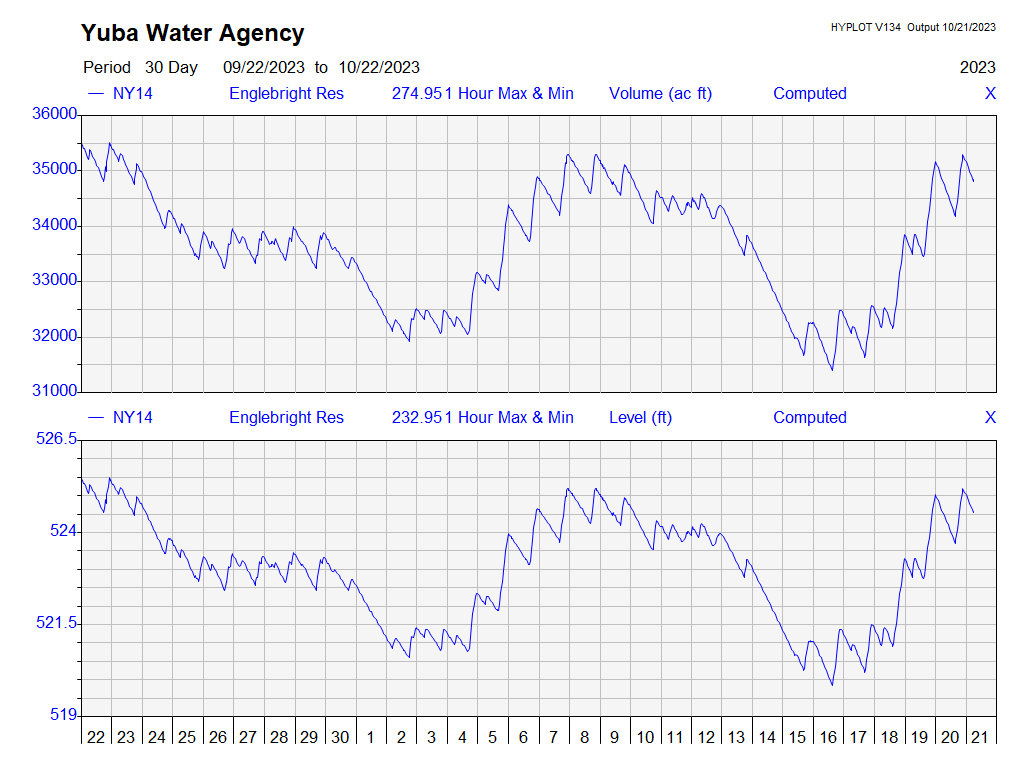 Yuba Water Agency
HYPLOT V134 Output 10/21/2023
Period 30 Day 09/22/2023 to 10/22/2023
2023
NY14 Englebright Res 274.951 Hour Max & Min Volume (ac ft) Computed X
36000
35000
34000
33000
32000
31000
NY14 Englebright Res 232.951 Hour Max & Min Level (ft) Computed X
526.5
524
521.5
519
22 23 24 25 26 27 28 29 30 1 2 3 4 5 6 7 8 9 10 11 12 13 14 15 16 17 18 19 20 21